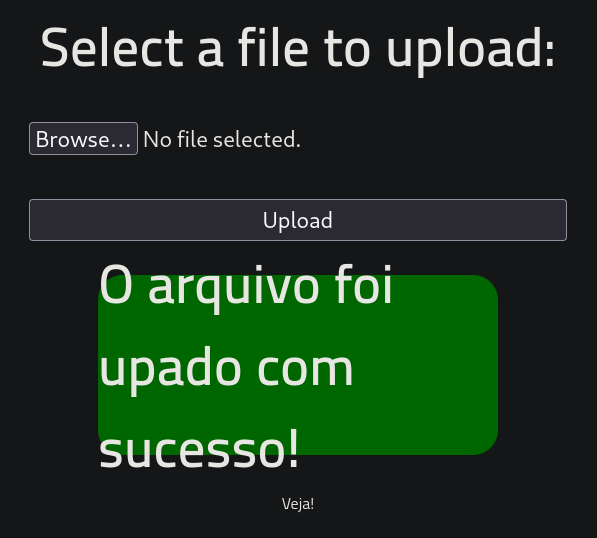 Select a file to upload:
Browse... No file selected.
Upload
O arquivo foi
upado com
sucesso!
Veja!